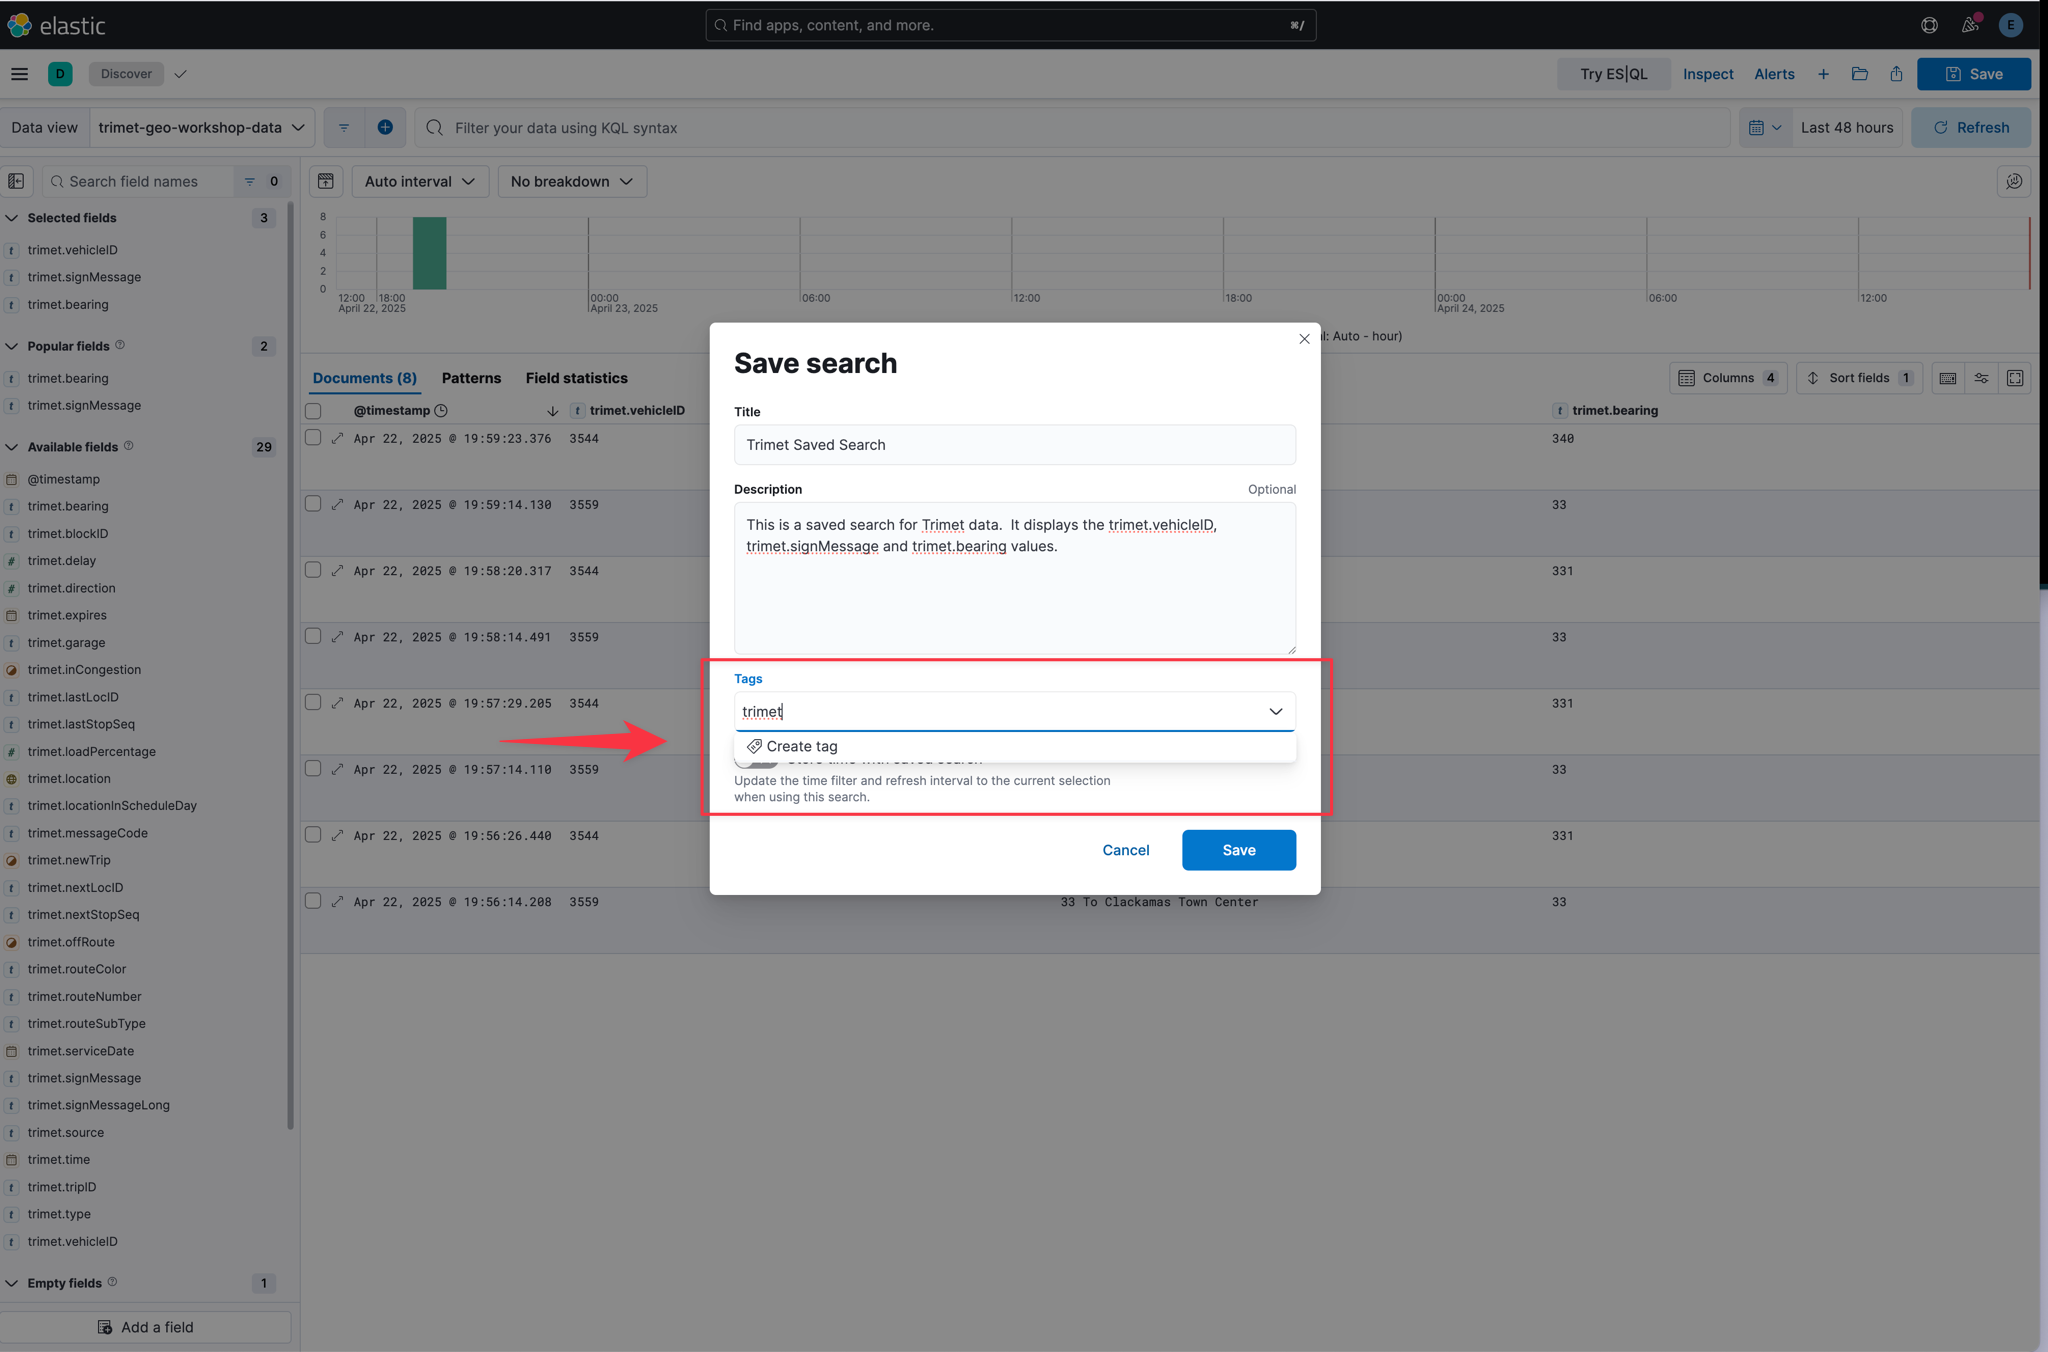 elastic
Find apps, content, and more.
⌘/
E
D
Discover
Try ES|QL
Inspect
Alerts
Save
Data view
trimet-geo-workshop-data
Filter your data using KQL syntax
Last 48 hours
Refresh
Search field names
0
Auto interval
No breakdown
Selected fields
3
t trimet.vehicleID
t trimet.signMessage
t trimet.bearing
Popular fields
2
t trimet.bearing
t trimet.signMessage
Available fields
29
@timestamp
t trimet.bearing
t trimet.blockID
# trimet.delay
# trimet.direction
trimet.expires
t trimet.garage
trimet.inCongestion
t trimet.lastLocID
t trimet.lastStopSeq
# trimet.loadPercentage
trimet.location
t trimet.locationInScheduleDay
t trimet.messageCode
trimet.newTrip
t trimet.nextLocID
t trimet.nextStopSeq
trimet.offRoute
t trimet.routeColor
t trimet.routeNumber
t trimet.routeSubType
trimet.serviceDate
t trimet.signMessage
t trimet.signMessageLong
t trimet.source
trimet.time
t trimet.tripID
t trimet.type
t trimet.vehicleID
Empty fields
1
Add a field
8
6
4
2
0
12:00 18:00 00:00 06:00 12:00 18:00 00:00 06:00 12:00
April 22, 2025 April 23, 2025 April 24, 2025
l: Auto - hour)
Documents (8)
Patterns
Field statistics
Columns 4
Sort fields 1
@timestamp
t trimet.vehicleID
t trimet.bearing
Apr 22, 2025 @ 19:59:23.376 3544 340
Apr 22, 2025 @ 19:59:14.130 3559 33
Apr 22, 2025 @ 19:58:20.317 3544 331
Apr 22, 2025 @ 19:58:14.491 3559 33
Apr 22, 2025 @ 19:57:29.205 3544 331
Apr 22, 2025 @ 19:57:14.110 3559 33
Apr 22, 2025 @ 19:56:26.440 3544 331
Apr 22, 2025 @ 19:56:14.208 3559 33 To Clackamas Town Center 33
Save search
Title
Trimet Saved Search
Description
Optional
This is a saved search for Trimet data. It displays the trimet.vehicleID,
trimet.signMessage and trimet.bearing values.
Tags
trimet
Create tag
Store time with saved search
Update the time filter and refresh interval to the current selection
when using this search.
Cancel
Save